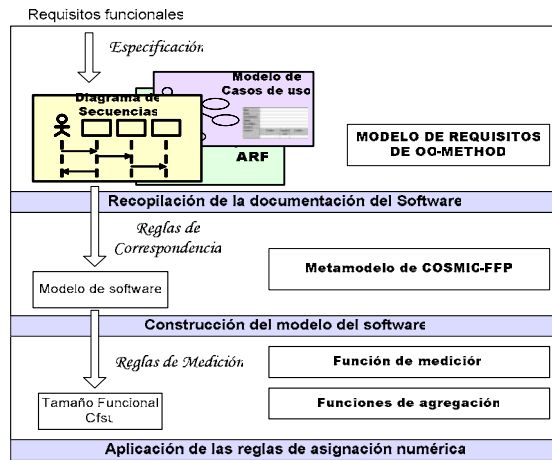 Requisitos funcionales
Especificación
Modelo de
Casos de uso
Diagrama de
Secuencias
ARF
MODELO DE REQUISITOS
DE OO-METHOD
Recopilación de la documentación del Software
Reglas de
Correspondencia
Metamodelo de COSMIC-FFP
Modelo de software
Construcción del modelo del software
Reglas de Medición
Función de medición
Tamaño Funcional
Cfsu
Funciones de agregación
Aplicación de las reglas de asignación numérica